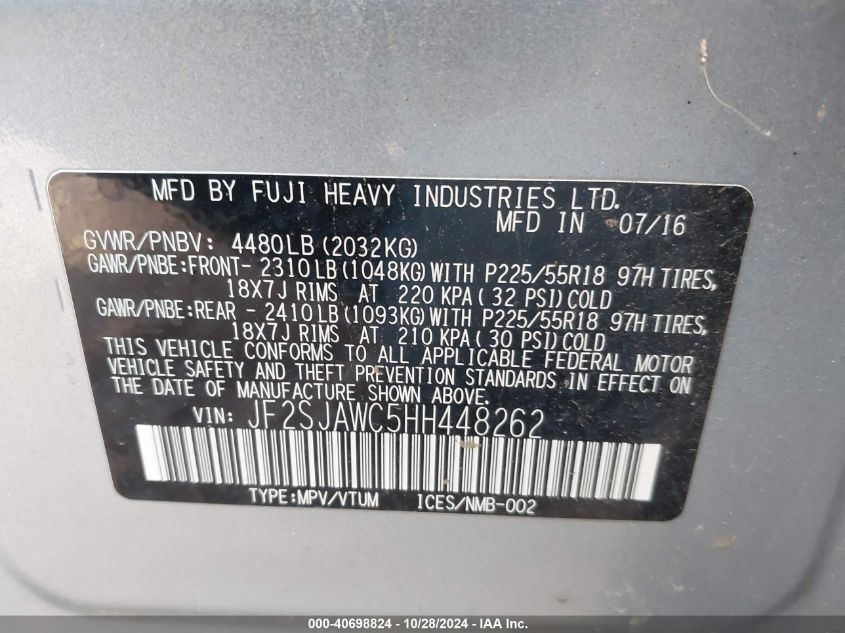 MFD BY FUJI HEAVY INDUSTRIES LTD.
MFD IN 07/16
GVWR/PNBV: 4480LB (2032KG)
GAWR/PNBE:FRONT- 2310LB (1048KG) WITH P225/55R18 97H TIRES,
18X7J RIMS AT 220 KPA ( 32 PSI) COLD
GAWR/PNBE:REAR - 2410LB (1093KG) WITH P225/55R18 97H TIRES,
18X7J RIMS AT 210 KPA ( 30 PSI) COLD
THIS VEHICLE CONFORMS TO ALL APPLICABLE FEDERAL MOTOR
VEHICLE SAFETY AND THEFT PREVENTION STANDARDS IN EFFECT ON
THE DATE OF MANUFACTURE SHOWN ABOVE.
VIN: JF2SJAWC5HH448262
TYPE:MPV/VTUM ICES/NMB-002
000-40698824 - 10/28/2024 - IAA Inc.